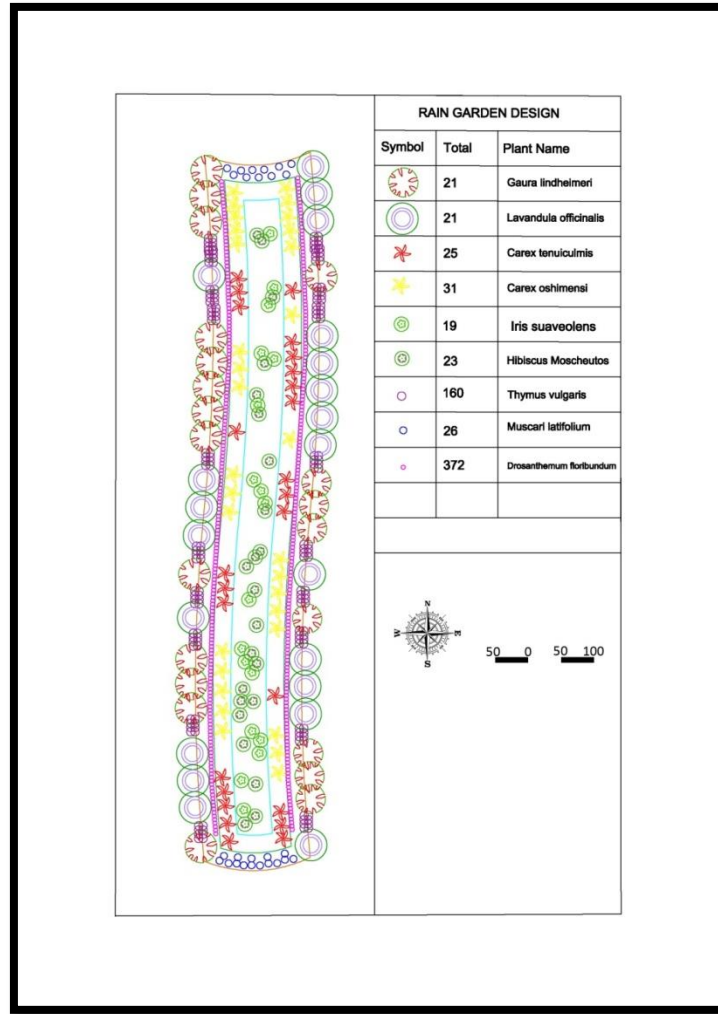 RAIN GARDEN DESIGN
Symbol Total Plant Name
21 Gaura lindheimeri
21 Lavandula officinalis
25 Carex tenuiculmis
31 Carex oshimensi
19 Iris suaveolens
23 Hibiscus Moscheutos
160 Thymus vulgaris
26 Muscari latifolium
372 Drosanthemum floribundum
N
W E
S
50 0 50 100